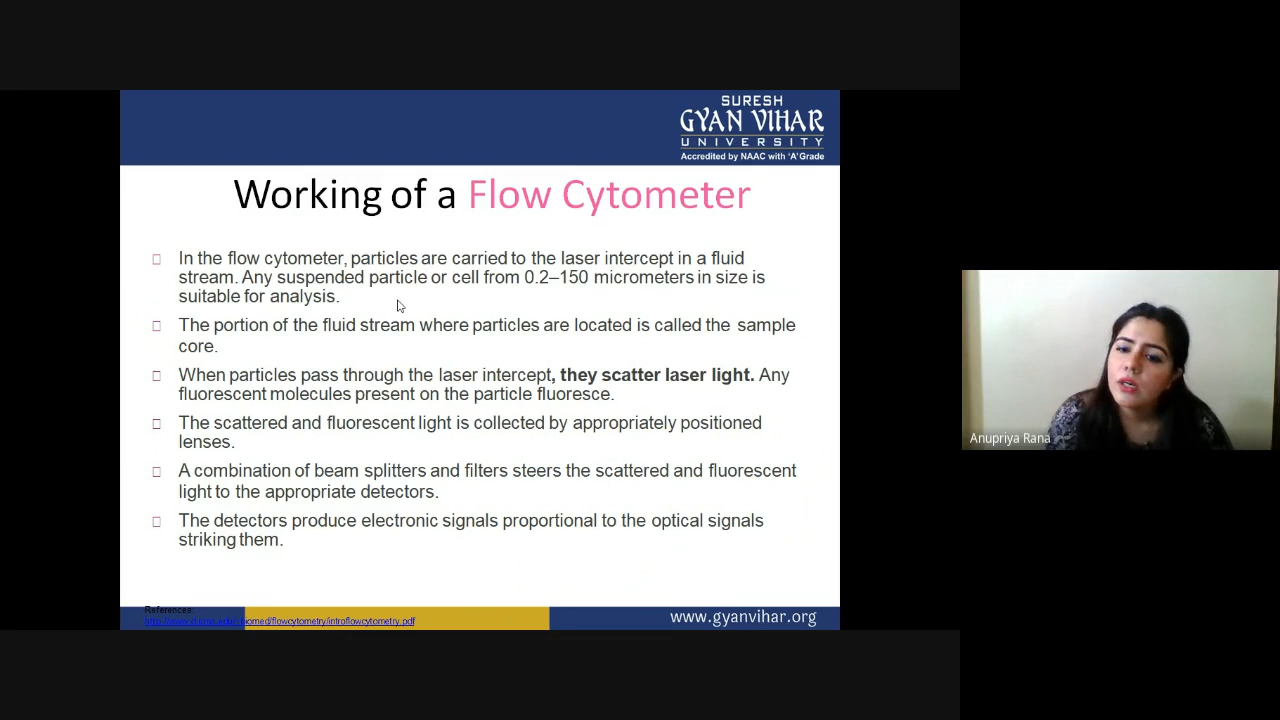 SURESH
GYAN VIHAR
UNIVERSITY
Accredited by NAAC with 'A' Grade
Working of a Flow Cytometer
In the flow cytometer, particles are carried to the laser intercept in a fluid
stream. Any suspended particle or cell from 0.2–150 micrometers in size is
suitable for analysis.
The portion of the fluid stream where particles are located is called the sample
core.
When particles pass through the laser intercept, they scatter laser light. Any
fluorescent molecules present on the particle fluoresce.
The scattered and fluorescent light is collected by appropriately positioned
lenses.
A combination of beam splitters and filters steers the scattered and fluorescent
light to the appropriate detectors.
The detectors produce electronic signals proportional to the optical signals
striking them.
Anupriya Rana
References:
www.gyanvihar.org